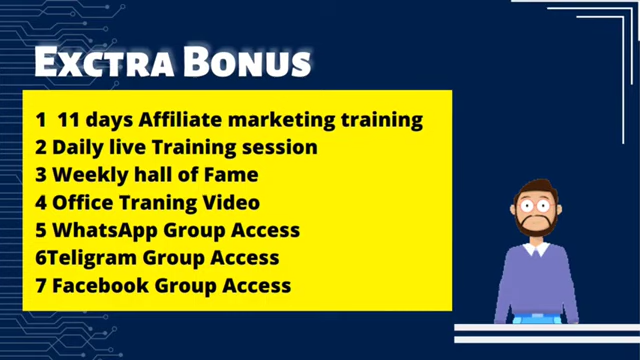 Exctra Bonus
1 11 days Affiliate marketing training
2 Daily live Training session
3 Weekly hall of Fame
4 Office Traning Video
5 WhatsApp Group Access
6Teligram Group Access
7 Facebook Group Access